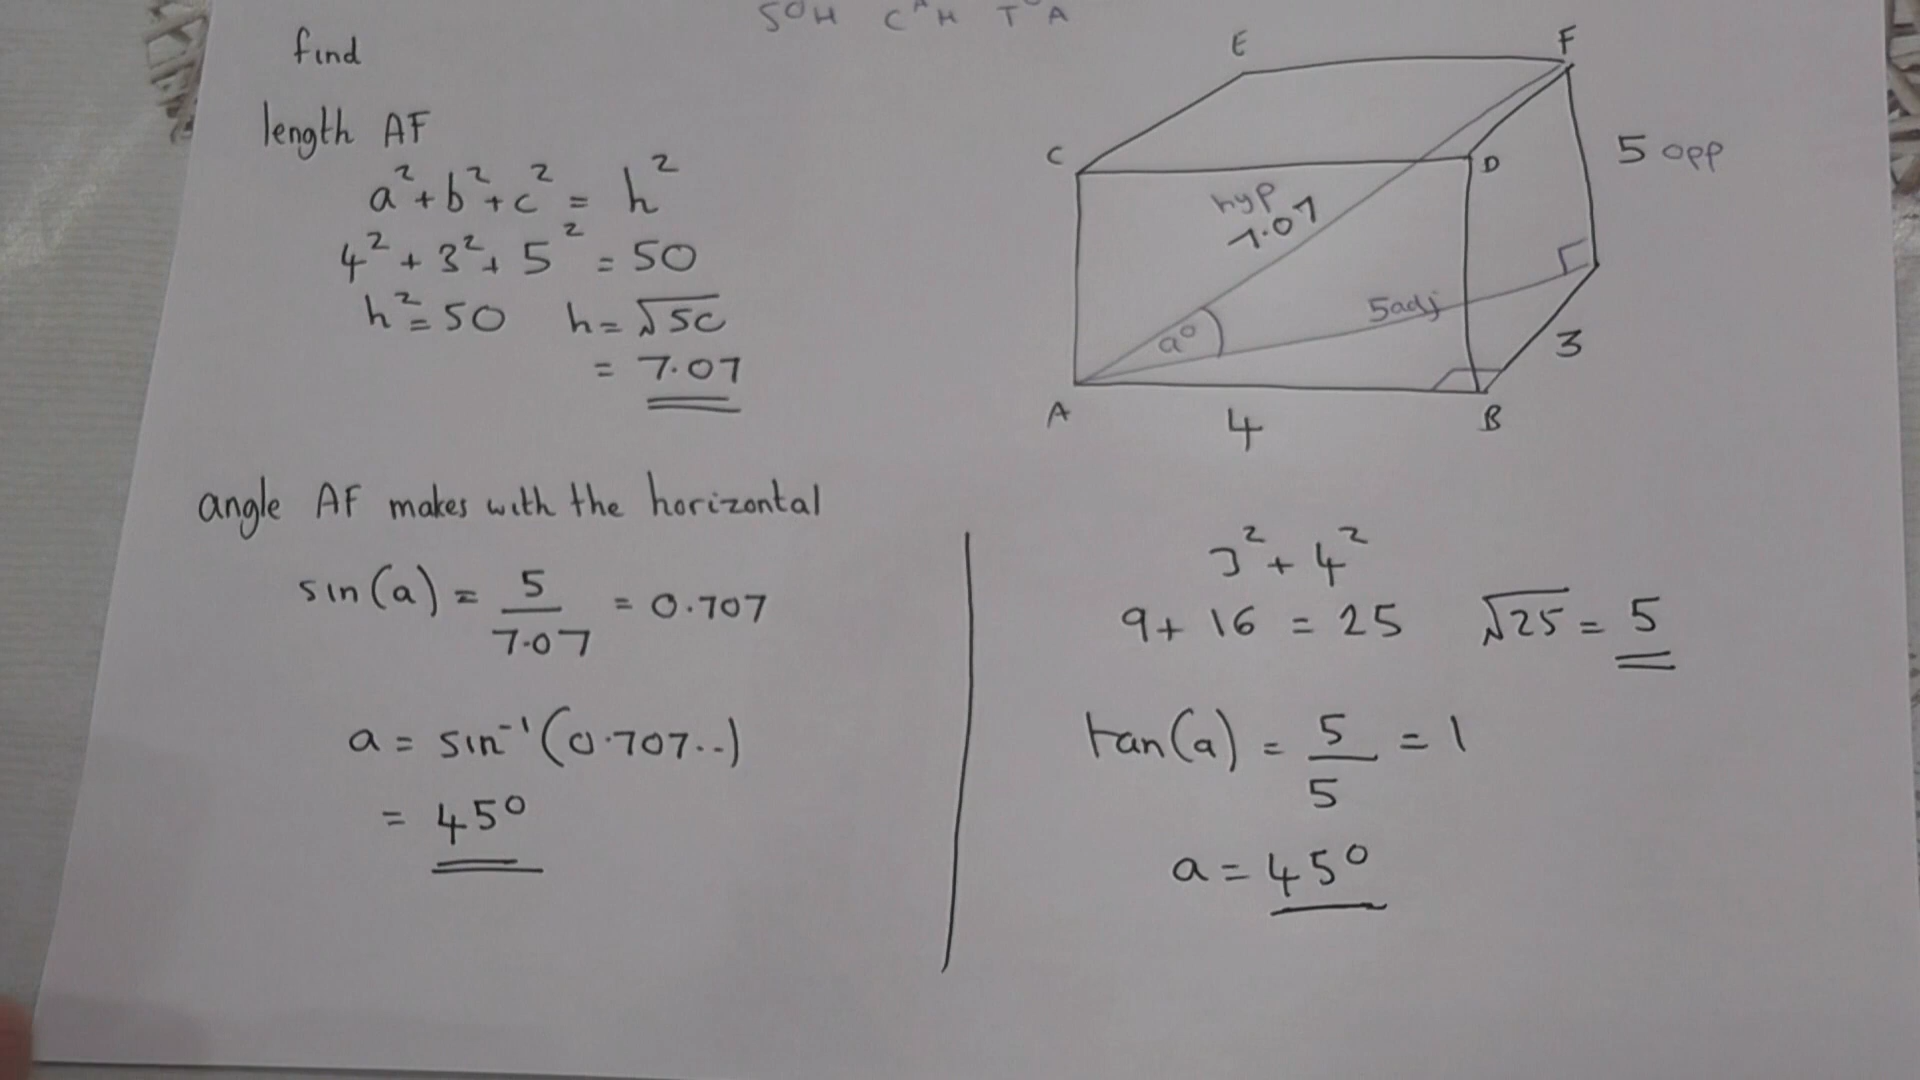 SOH CAH TOA
find
length AF
a² + b² + c² = h²
4² + 3² + 5² = 50
h² = 50 h = √50
= 7.07
E
F
C
D
5 opp
hyp
7.07
5 adj
a°
3
A
4
B
angle AF makes with the horizontal
sin(a) = 5/7.07 = 0.707
a = sin⁻¹(0.707..)
= 45°
3² + 4²
9 + 16 = 25 √25 = 5
tan(a) = 5/5 = 1
a = 45°